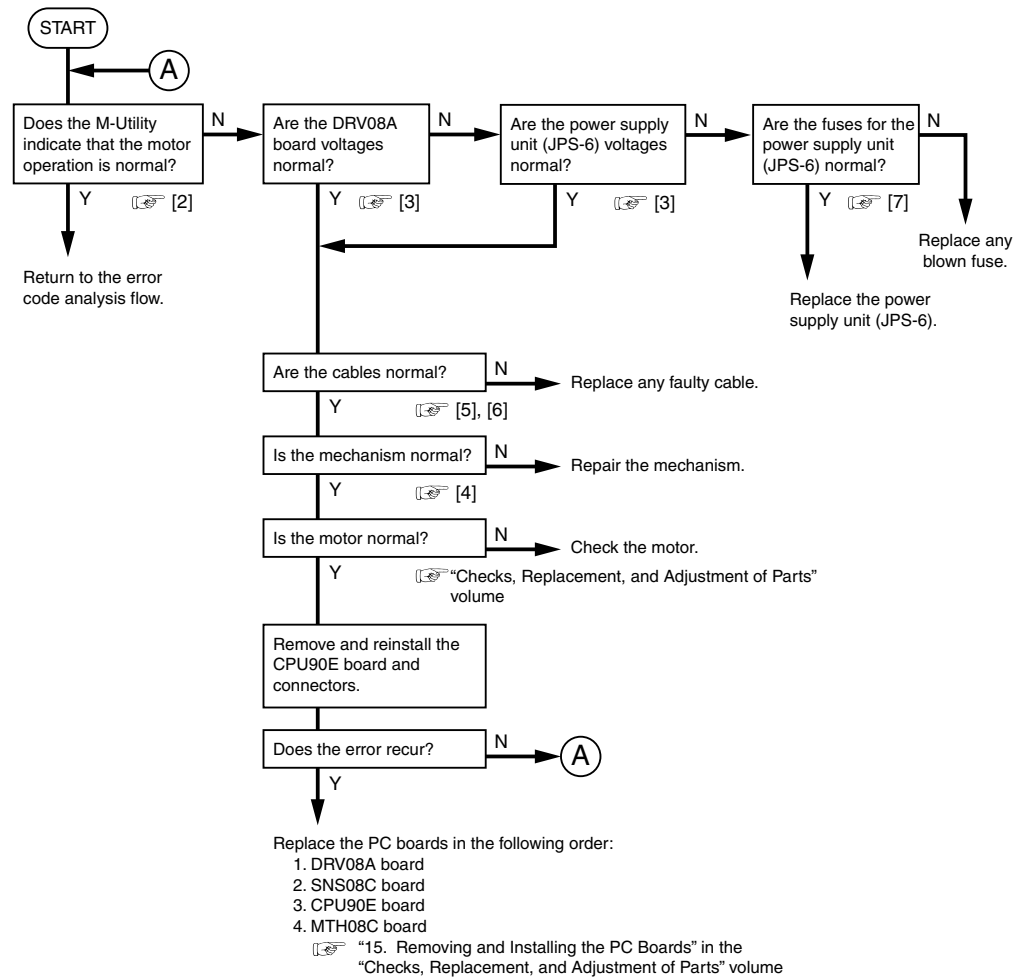 START
A
Does the M-Utility
indicate that the motor
operation is normal?
N
Y
[2]
Return to the error
code analysis flow.
Are the DRV08A
board voltages
normal?
N
Y
[3]
Are the power supply
unit (JPS-6) voltages
normal?
N
Y
[3]
Are the fuses for the
power supply unit
(JPS-6) normal?
N
Y
[7]
Replace any
blown fuse.
Replace the power
supply unit (JPS-6).
Are the cables normal?
N
Replace any faulty cable.
Y
[5], [6]
Is the mechanism normal?
N
Repair the mechanism.
Y
[4]
Is the motor normal?
N
Check the motor.
Y
“Checks, Replacement, and Adjustment of Parts”
volume
Remove and reinstall the
CPU90E board and
connectors.
Does the error recur?
N
A
Y
Replace the PC boards in the following order:
1. DRV08A board
2. SNS08C board
3. CPU90E board
4. MTH08C board
“15. Removing and Installing the PC Boards” in the
“Checks, Replacement, and Adjustment of Parts” volume